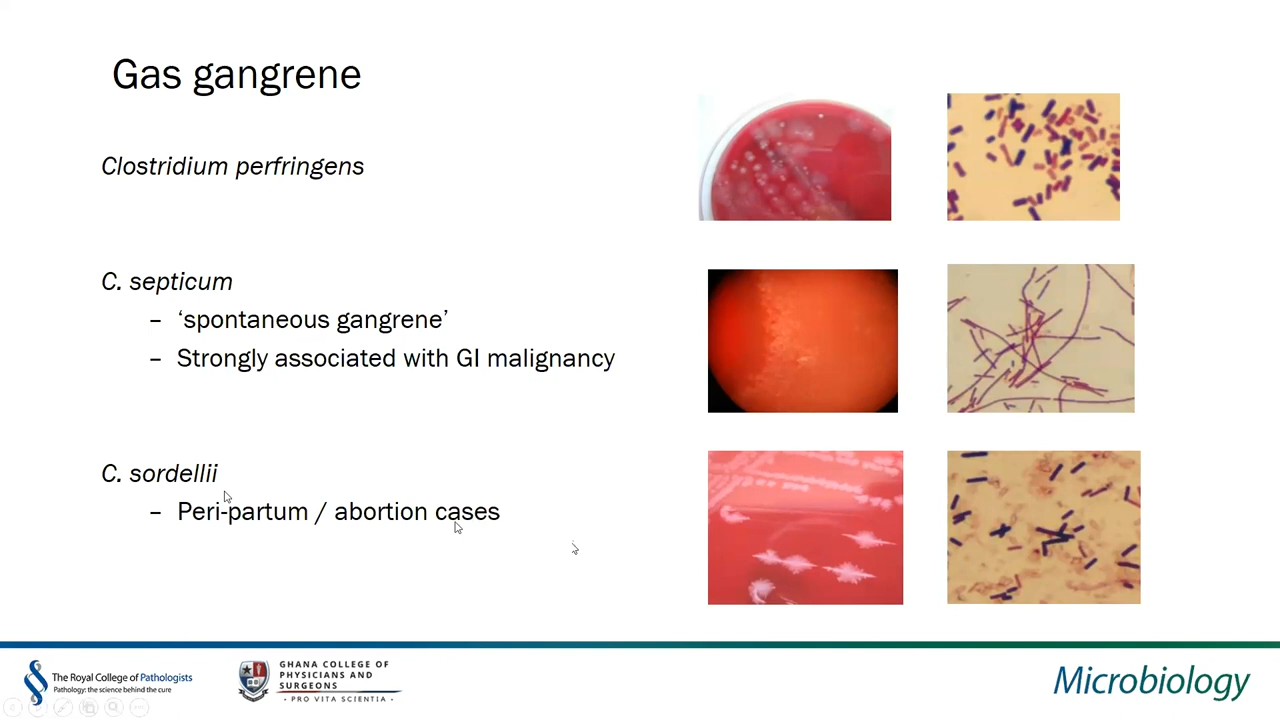 Gas gangrene
Clostridium perfringens
C. septicum
– ‘spontaneous gangrene’
– Strongly associated with GI malignancy
C. sordellii
– Peri-partum / abortion cases
The Royal College of Pathologists
Pathology: the science behind the cure
GHANA COLLEGE OF
PHYSICIANS AND
SURGEONS
· PRO VITA SCIENTIA ·
Microbiology